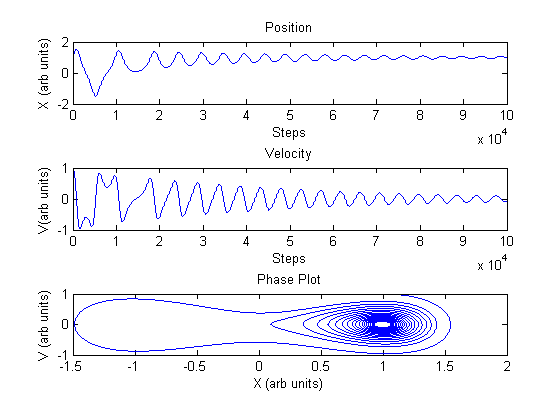 Position
X (arb units)
2
0
-2
0 1 2 3 4 5 6 7 8 9 10
Steps
x 10^4
Velocity
V(arb units)
1
0
-1
0 1 2 3 4 5 6 7 8 9 10
Steps
x 10^4
Phase Plot
V (arb units)
1
0
-1
-1.5 -1 -0.5 0 0.5 1 1.5 2
X (arb units)